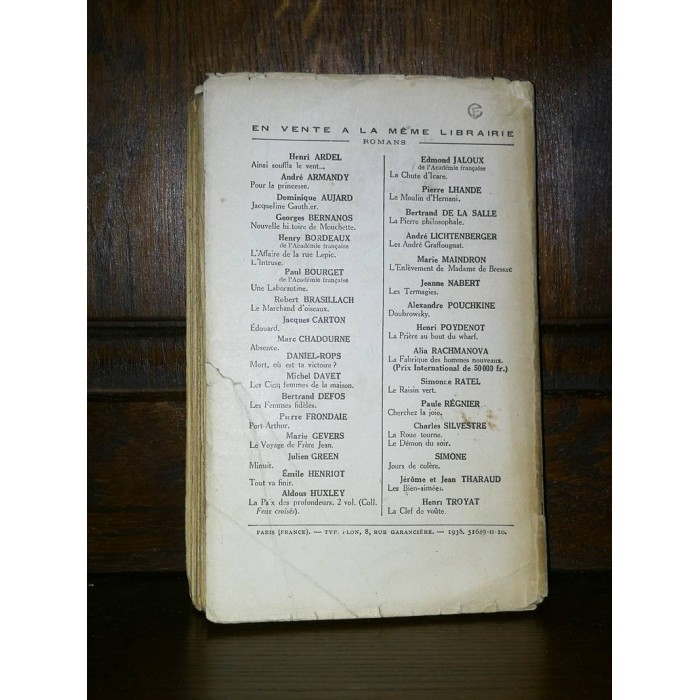 EN VENTE A LA MÊME LIBRAIRIE
ROMANS
Henri ARDEL
Ainsi souffla le vent...
André ARMANDY
Pour la princesse.
Dominique AUJARD
Jacqueline Gauth.er.
Georges BERNANOS
Nouvelle hi.toire de Mouchette.
Henry BORDEAUX
de l'Académie française
L'Affaire de la rue Lepic.
L'Intruse.
Paul BOURGET
de l'Académie française
Une Laborantine.
Robert BRASILLACH
Le Marchand d'oiseaux.
Jacques CARTON
Édouard.
Marc CHADOURNE
Absence.
DANIEL-ROPS
Mort, où est ta victoire ?
Michel DAVET
Les Cinq femmes de la maison.
Bertrand DEFOS
Les Femmes fidèles.
Pierre FRONDAIE
Port-Arthur.
Marie GEVERS
Le Voyage de Frère Jean.
Julien GREEN
Minuit.
Émile HENRIOT
Tout va finir.
Aldous HUXLEY
La Paix des profondeurs. 2 vol. (Coll.
Feux croisés).
Edmond JALOUX
de l'Académie française
La Chute d'Icare.
Pierre LHANDE
Le Moulin d'Hernani.
Bertrand DE LA SALLE
La Pierre philosophale.
André LICHTENBERGER
Les André Graffougnat.
Marie MAINDRON
L'Enlèvement de Madame de Bressac
Jeanne NABERT
Les Termagies.
Alexandre POUCHKINE
Doubrowsky.
Henri POYDENOT
La Prière au bout du wharf.
Alia RACHMANOVA
La Fabrique des hommes nouveaux.
(Prix International de 50 000 fr.)
Simonne RATEL
Le Raisin vert.
Paule RÉGNIER
Cherchez la joie.
Charles SILVESTRE
La Roue tourne.
Le Démon du soir.
SIMONE
Jours de colère.
Jérôme et Jean THARAUD
Les Bien-aimées.
Henri TROYAT
La Clef de voûte.
PARIS (FRANCE). — TYP. PLON, 8, RUE GARANCIÈRE. — 1938. 51689-II-10.